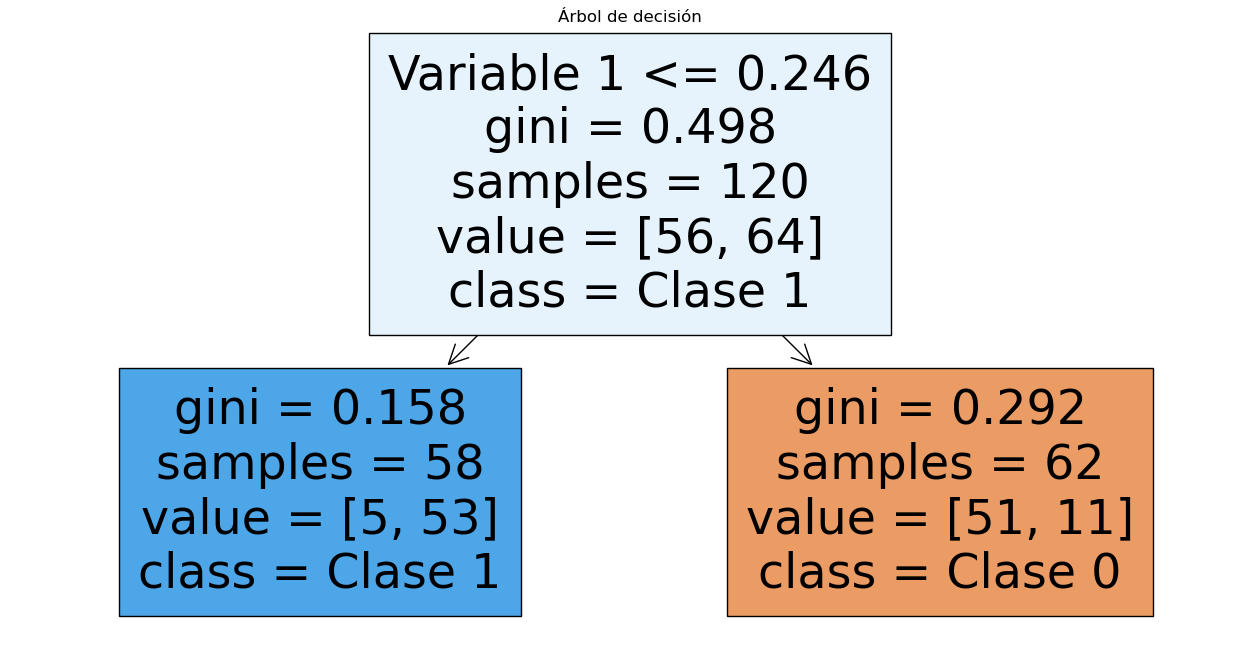 Árbol de decisión
Variable 1 <= 0.246
gini = 0.498
samples = 120
value = [56, 64]
class = Clase 1
gini = 0.158
samples = 58
value = [5, 53]
class = Clase 1
gini = 0.292
samples = 62
value = [51, 11]
class = Clase 0